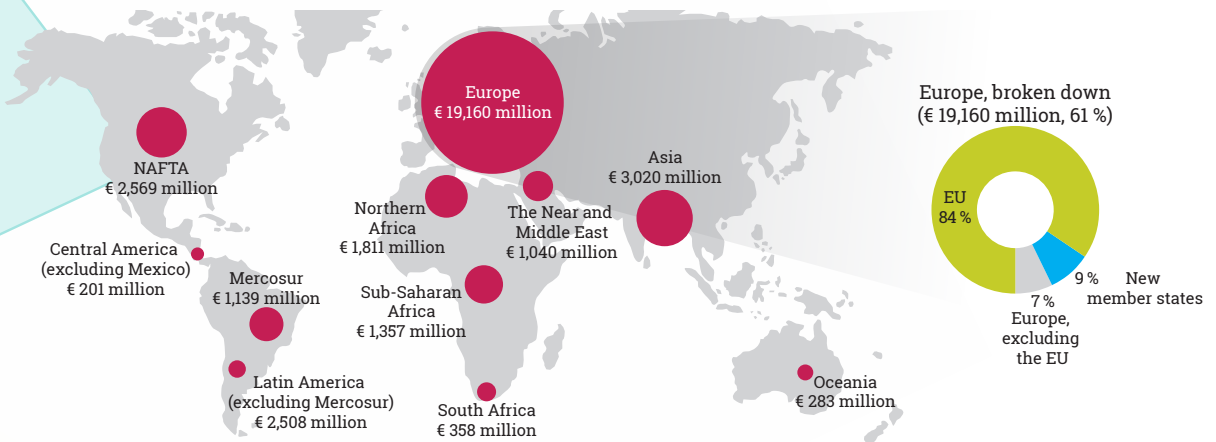 Europe
€ 19,160 million
NAFTA
€ 2,569 million
Asia
€ 3,020 million
Northern
Africa
€ 1,811 million
The Near and
Middle East
€ 1,040 million
Central America
(excluding Mexico)
€ 201 million
Mercosur
€ 1,139 million
Sub-Saharan
Africa
€ 1,357 million
Latin America
(excluding Mercosur)
€ 2,508 million
South Africa
€ 358 million
Oceania
€ 283 million
Europe, broken down
(€ 19,160 million, 61 %)
EU
84 %
9 % New
member states
7 %
Europe,
excluding
the EU